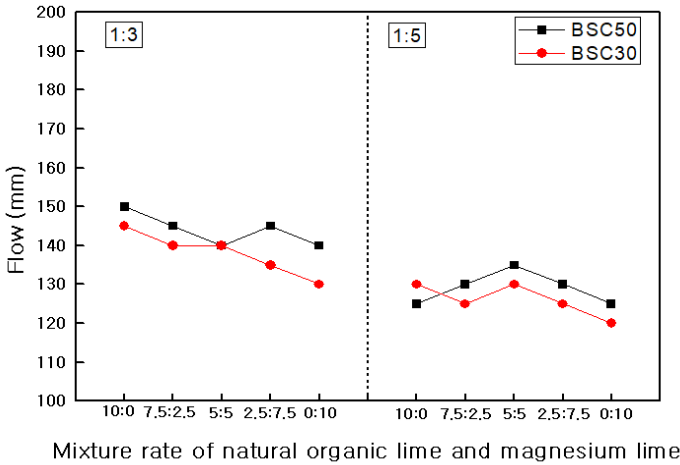 200
190
180
170
160
150
140
130
120
110
100
Flow (mm)
1:3
1:5
BSC50
BSC30
10:0 7,5:2,5 5:5 2,5:7,5 0:10 10:0 7,5:2,5 5:5 2,5:7,5 0:10
Mixture rate of natural organic lime and magnesium lime